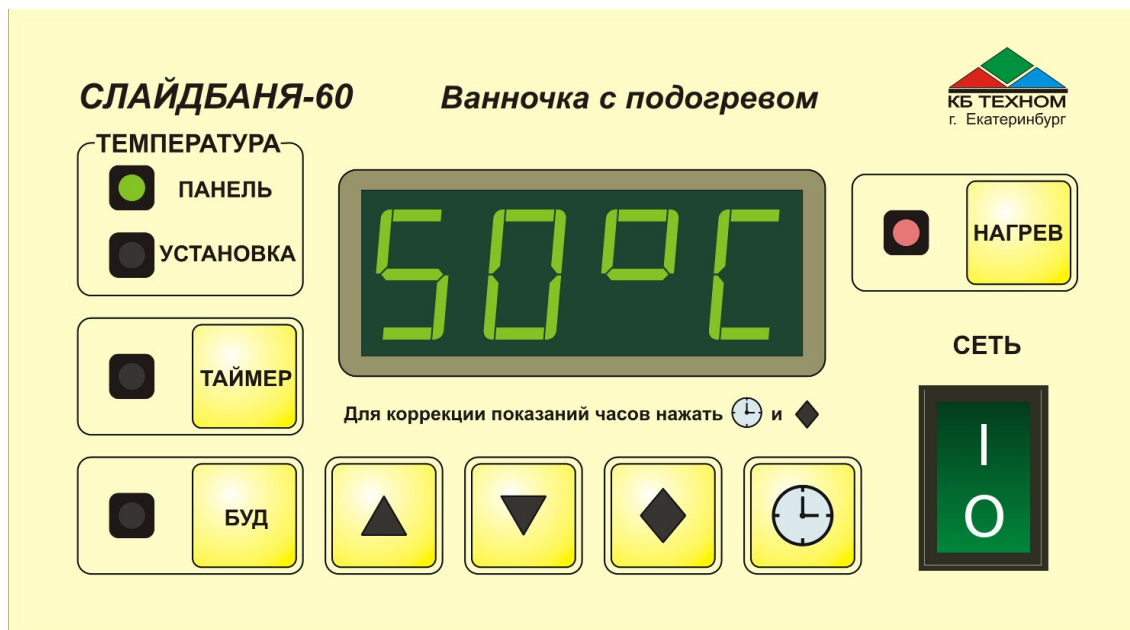 СЛАЙДБАНЯ-60
Ванночка с подогревом
КБ ТЕХНОМ
г. Екатеринбург
ТЕМПЕРАТУРА
ПАНЕЛЬ
УСТАНОВКА
50°C
НАГРЕВ
ТАЙМЕР
СЕТЬ
Для коррекции показаний часов нажать и
БУД
I
O